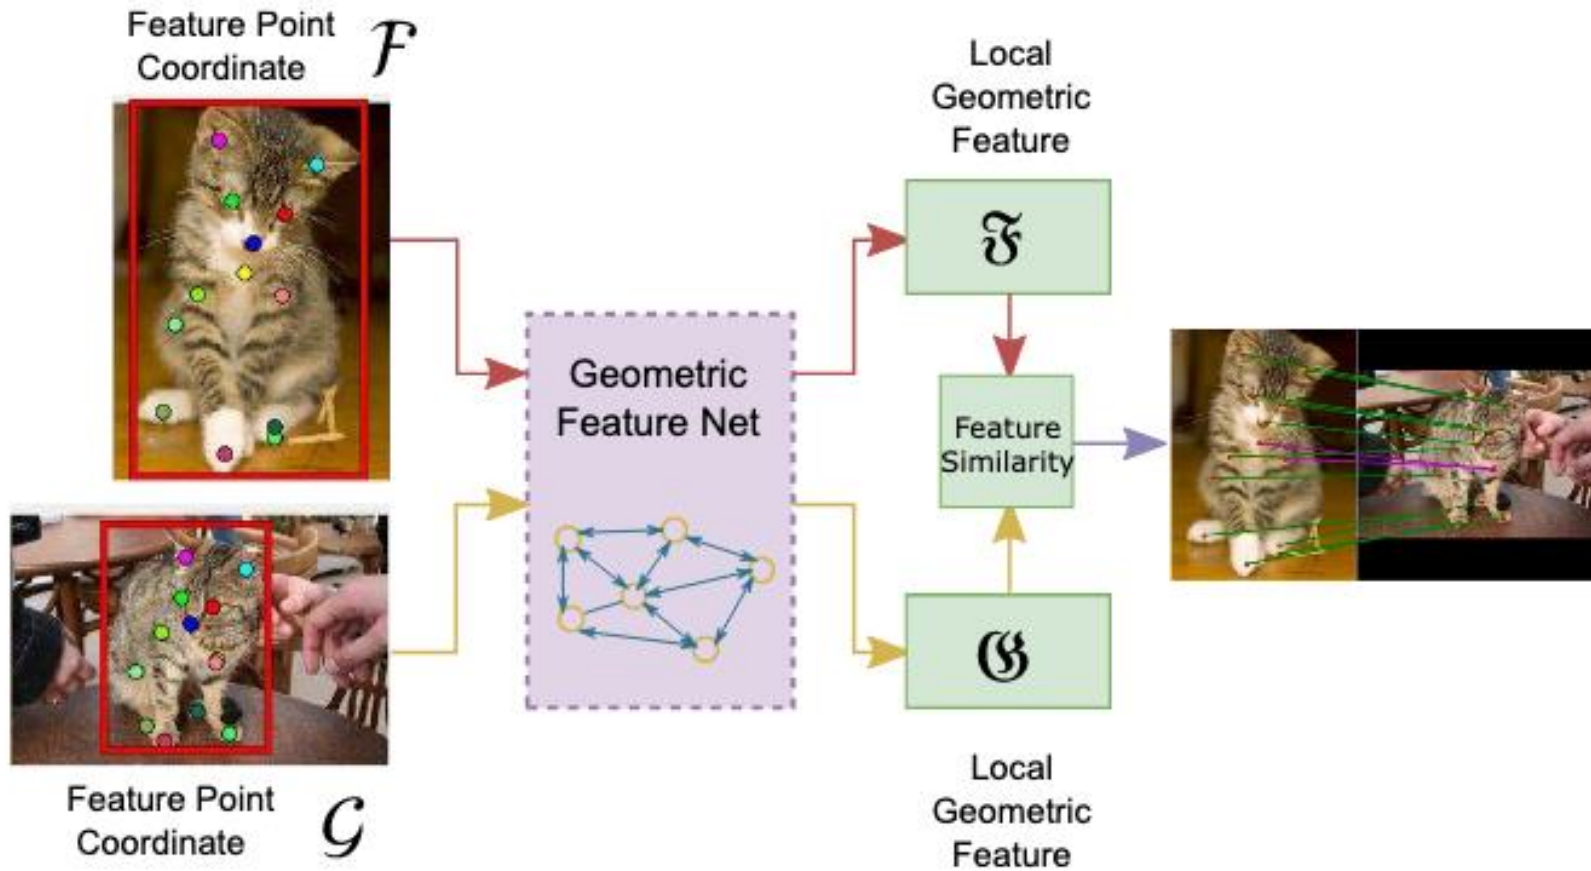 Feature Point
Coordinate
ℱ
Local
Geometric
Feature
𝔉
Geometric
Feature Net
Feature
Similarity
𝔊
Feature Point
Coordinate
𝒢
Local
Geometric
Feature